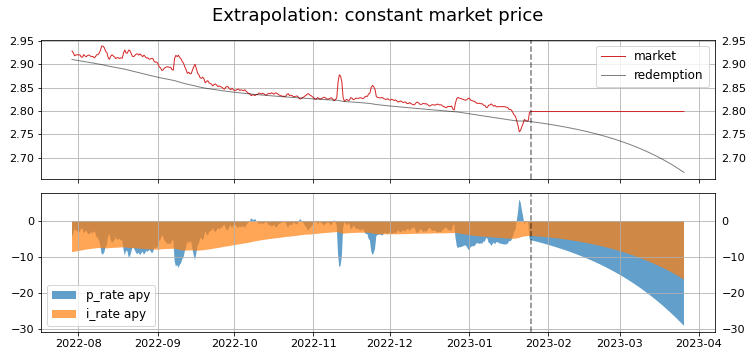 Extrapolation: constant market price
2.95 2.95
2.90 2.90
2.85 2.85
2.80 2.80
2.75 2.75
2.70 2.70
market
redemption
0 0
−10 −10
−20 −20
−30 −30
p_rate apy
i_rate apy
2022-08 2022-09 2022-10 2022-11 2022-12 2023-01 2023-02 2023-03 2023-04